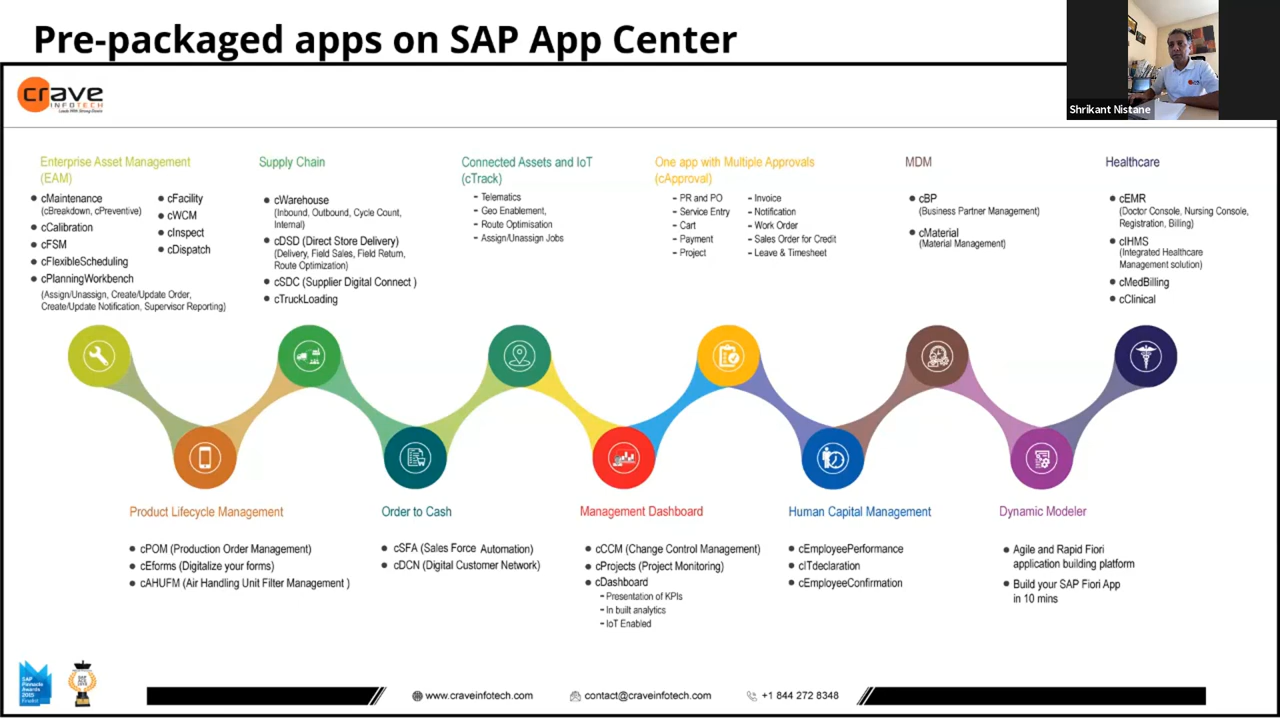 Pre-packaged apps on SAP App Center
Shrikant Nistane
crave
INFOTECH
Enterprise Asset Management
(EAM)
cMaintenance
(cBreakdown, cPreventive)
cCalibration
cFSM
cFlexibleScheduling
cPlanningWorkbench
(Assign/Unassign, Create/Update Order,
Create/Update Notification, Supervisor Reporting)
cFacility
cWCM
cInspect
cDispatch
Supply Chain
cWarehouse
(Inbound, Outbound, Cycle Count,
Internal)
cDSD (Direct Store Delivery)
(Delivery, Field Sales, Field Return,
Route Optimization)
cSDC (Supplier Digital Connect )
cTruckLoading
Connected Assets and IoT
(cTrack)
- Telematics
- Geo Enablement,
- Route Optimisation
- Assign/Unassign Jobs
One app with Multiple Approvals
(cApproval)
- PR and PO
- Service Entry
- Cart
- Payment
- Project
- Invoice
- Notification
- Work Order
- Sales Order for Credit
- Leave & Timesheet
MDM
cBP
(Business Partner Management)
cMaterial
(Material Management)
Healthcare
cEMR
(Doctor Console, Nursing Console,
Registration, Billing)
cIHMS
(Integrated Healthcare
Management solution)
cMedBilling
cClinical
Product Lifecycle Management
cPOM (Production Order Management)
cEforms (Digitalize your forms)
cAHUFM (Air Handling Unit Filter Management )
Order to Cash
cSFA (Sales Force Automation)
cDCN (Digital Customer Network)
Management Dashboard
cCCM (Change Control Management)
cProjects (Project Monitoring)
cDashboard
- Presentation of KPIs
- In built analytics
- IoT Enabled
Human Capital Management
cEmployeePerformance
cITdeclaration
cEmployeeConfirmation
Dynamic Modeler
Agile and Rapid Fiori
application building platform
Build your SAP Fiori App
in 10 mins
SAP
Pinnacle
Awards
2015
www.craveinfotech.com
contact@craveinfotech.com
+1 844 272 8348